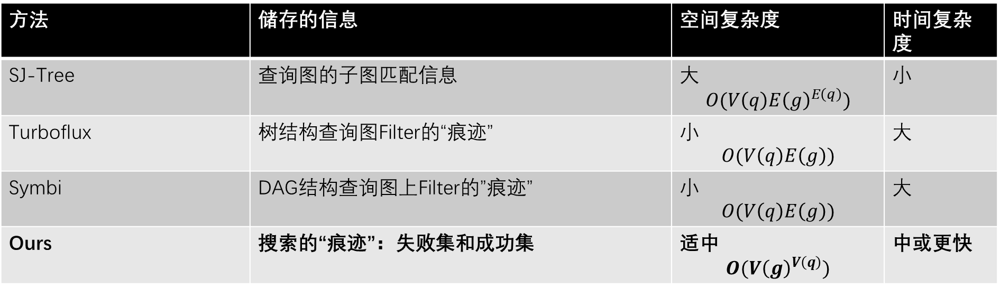 方法 储存的信息 空间复杂度 时间复杂
度
SJ-Tree 查询图的子图匹配信息 大 小
O(V(q)E(g)^{E(q)})
Turboflux 树结构查询图Filter的“痕迹” 小 大
O(V(q)E(g))
Symbi DAG结构查询图上Filter的”痕迹” 小 大
O(V(q)E(g))
Ours 搜索的“痕迹”：失败集和成功集 适中 中或更快
O(V(g)^{V(q)})